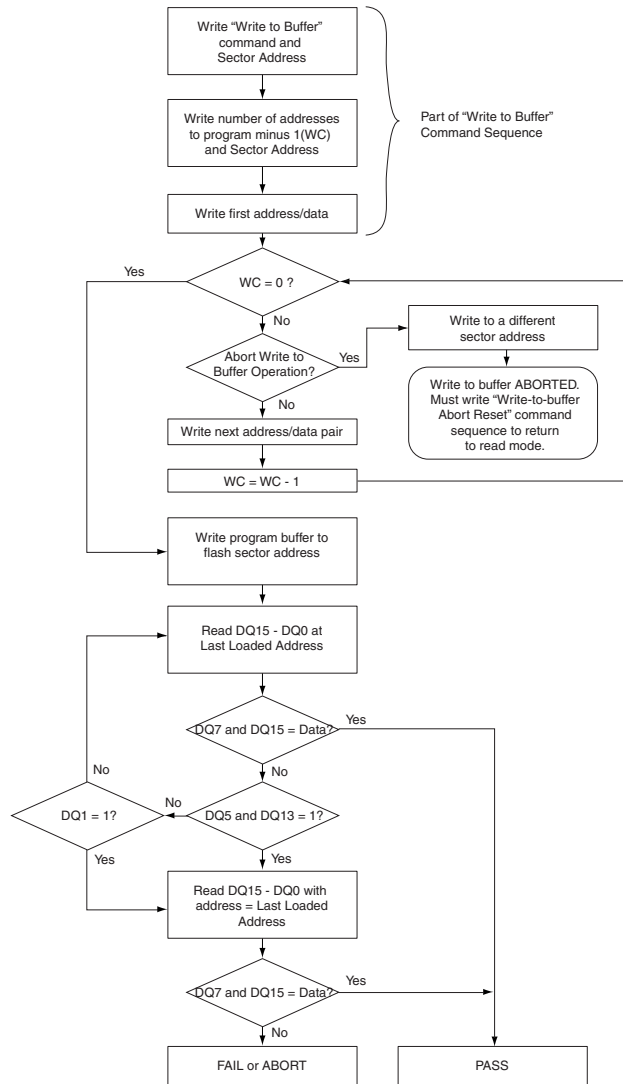 Write “Write to Buffer”
command and
Sector Address
Write number of addresses
to program minus 1(WC)
and Sector Address
Part of “Write to Buffer”
Command Sequence
Write first address/data
Yes
WC = 0 ?
No
Write to a different
sector address
Abort Write to
Buffer Operation?
Yes
No
Write to buffer ABORTED.
Must write “Write-to-buffer
Abort Reset” command
sequence to return
to read mode.
Write next address/data pair
WC = WC - 1
Write program buffer to
flash sector address
Read DQ15 - DQ0 at
Last Loaded Address
DQ7 and DQ15 = Data?
Yes
No
No
DQ1 = 1?
No
DQ5 and DQ13 = 1?
Yes
Yes
Read DQ15 - DQ0 with
address = Last Loaded
Address
DQ7 and DQ15 = Data?
Yes
No
FAIL or ABORT
PASS